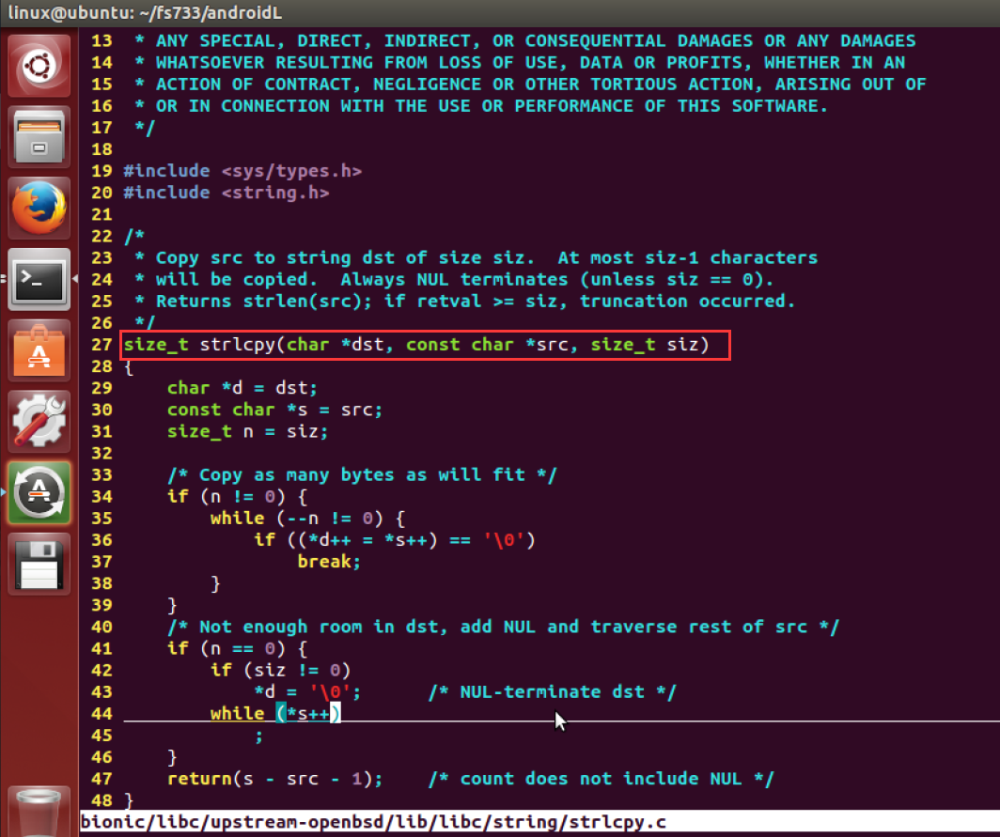 linux@ubuntu: ~/fs733/androidL
13  * ANY SPECIAL, DIRECT, INDIRECT, OR CONSEQUENTIAL DAMAGES OR ANY DAMAGES
14  * WHATSOEVER RESULTING FROM LOSS OF USE, DATA OR PROFITS, WHETHER IN AN
15  * ACTION OF CONTRACT, NEGLIGENCE OR OTHER TORTIOUS ACTION, ARISING OUT OF
16  * OR IN CONNECTION WITH THE USE OR PERFORMANCE OF THIS SOFTWARE.
17  */
18
19 #include <sys/types.h>
20 #include <string.h>
21
22 /*
23  * Copy src to string dst of size siz.  At most siz-1 characters
24  * will be copied.  Always NUL terminates (unless siz == 0).
25  * Returns strlen(src); if retval >= siz, truncation occurred.
26  */
27 size_t strlcpy(char *dst, const char *src, size_t siz)
28 {
29     char *d = dst;
30     const char *s = src;
31     size_t n = siz;
32
33     /* Copy as many bytes as will fit */
34     if (n != 0) {
35         while (--n != 0) {
36             if ((*d++ = *s++) == '\0')
37                 break;
38         }
39     }
40     /* Not enough room in dst, add NUL and traverse rest of src */
41     if (n == 0) {
42         if (siz != 0)
43             *d = '\0';      /* NUL-terminate dst */
44         while (*s++)
45             ;
46     }
47     return(s - src - 1);    /* count does not include NUL */
48 }
bionic/libc/upstream-openbsd/lib/libc/string/strlcpy.c